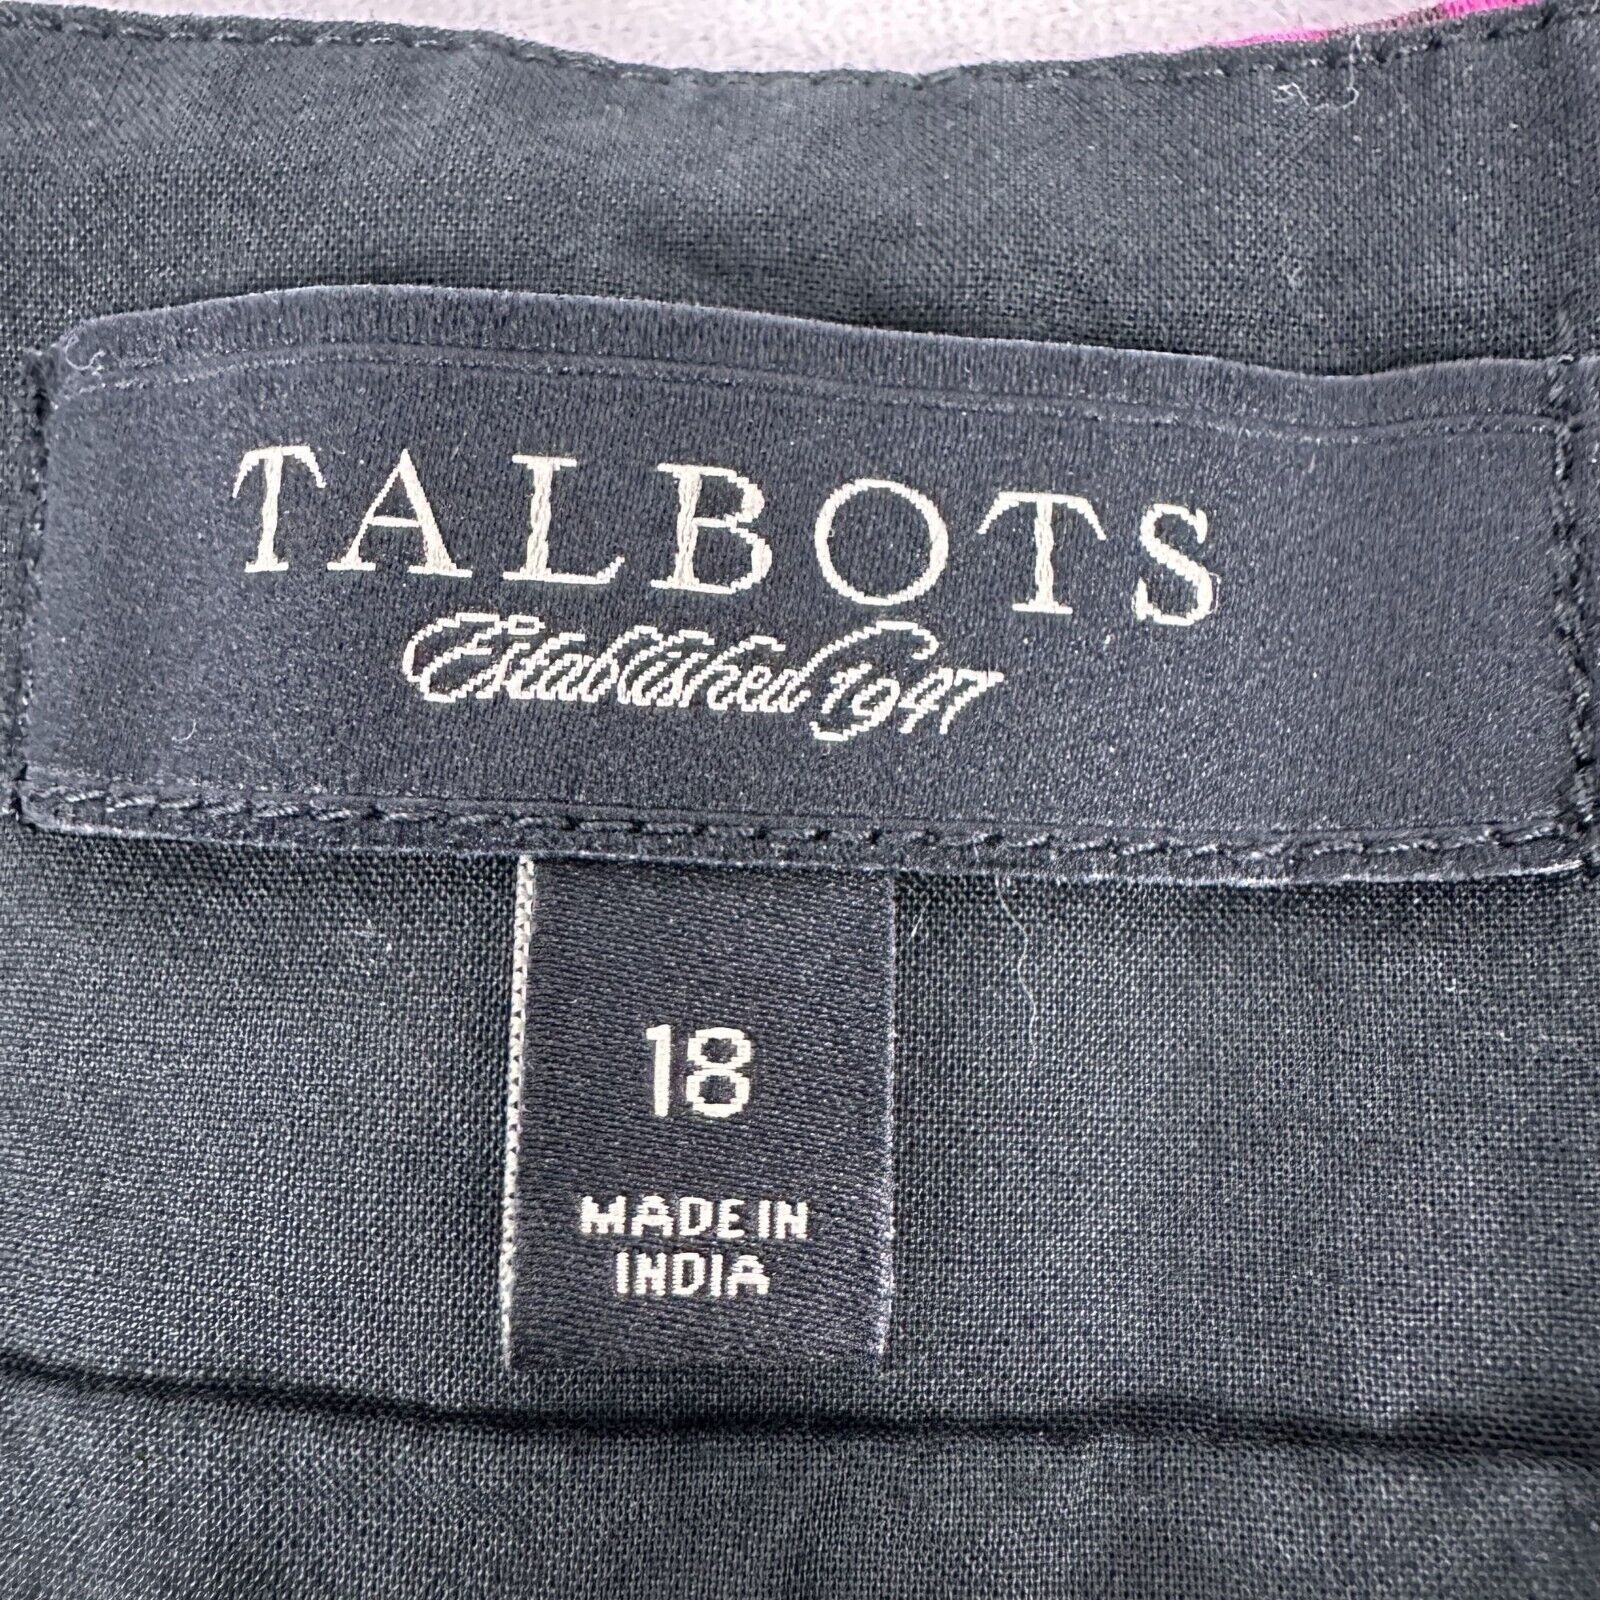 TALBOTS
Established 1947
18
MADE IN
INDIA